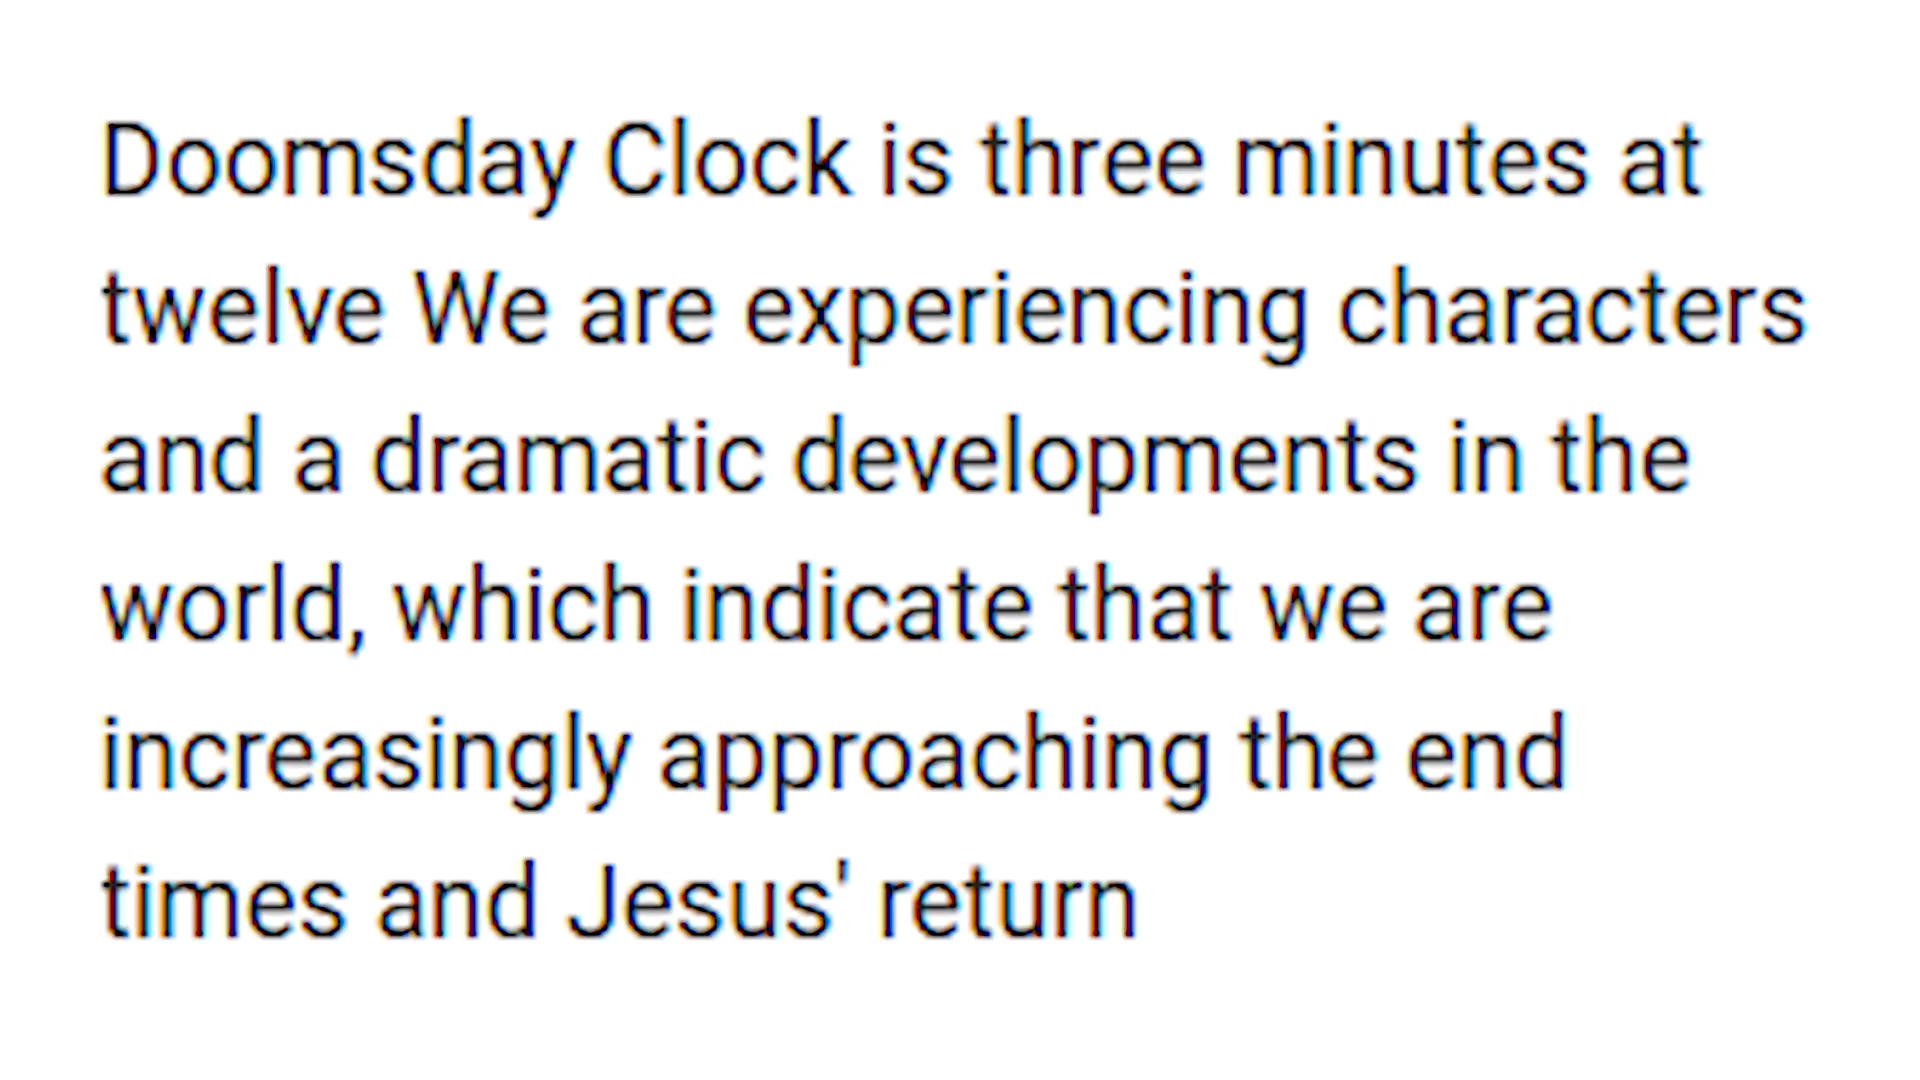 Doomsday Clock is three minutes at
twelve We are experiencing characters
and a dramatic developments in the
world, which indicate that we are
increasingly approaching the end
times and Jesus' return